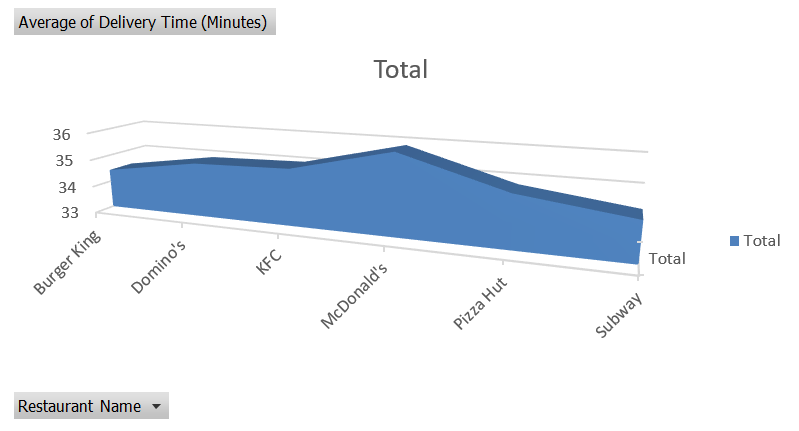 Average of Delivery Time (Minutes)
Total
36
35
34
33
Burger King
Domino's
KFC
McDonald's
Pizza Hut
Subway
Total
Total
Restaurant Name